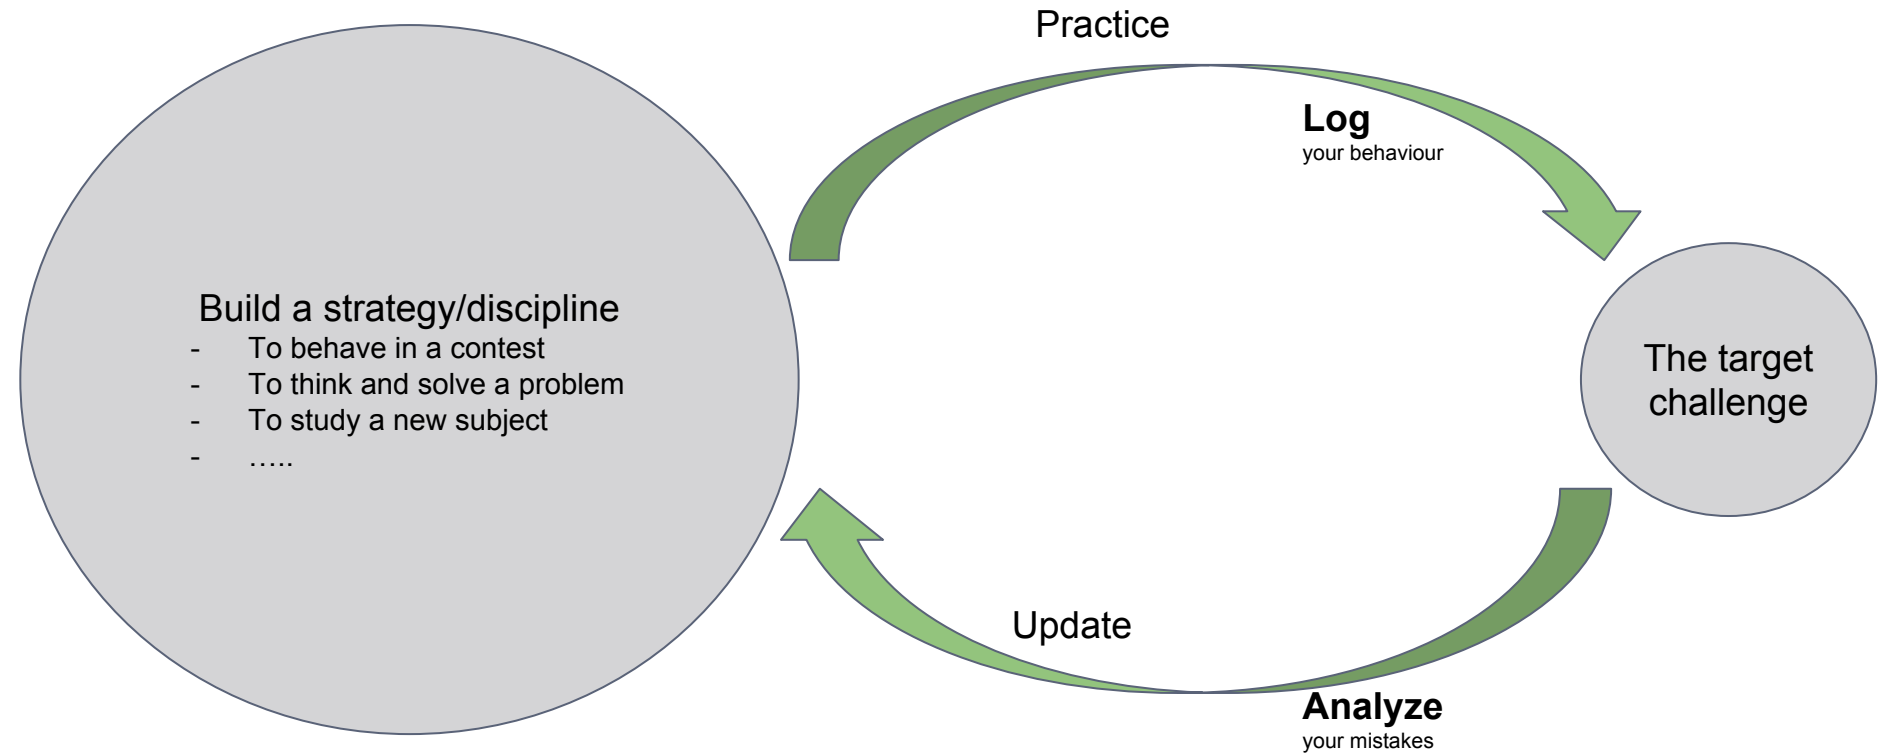 Practice
Log
your behaviour
Build a strategy/discipline
- To behave in a contest
- To think and solve a problem
- To study a new subject
- …..
The target
challenge
Update
Analyze
your mistakes